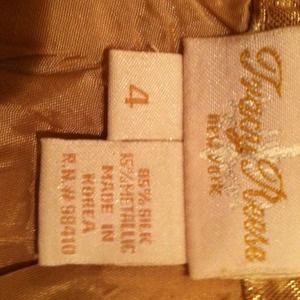 Tracy Reese
NEW YORK
4
85% SILK
15% METALLIC
MADE IN
KOREA
R.N # 98410